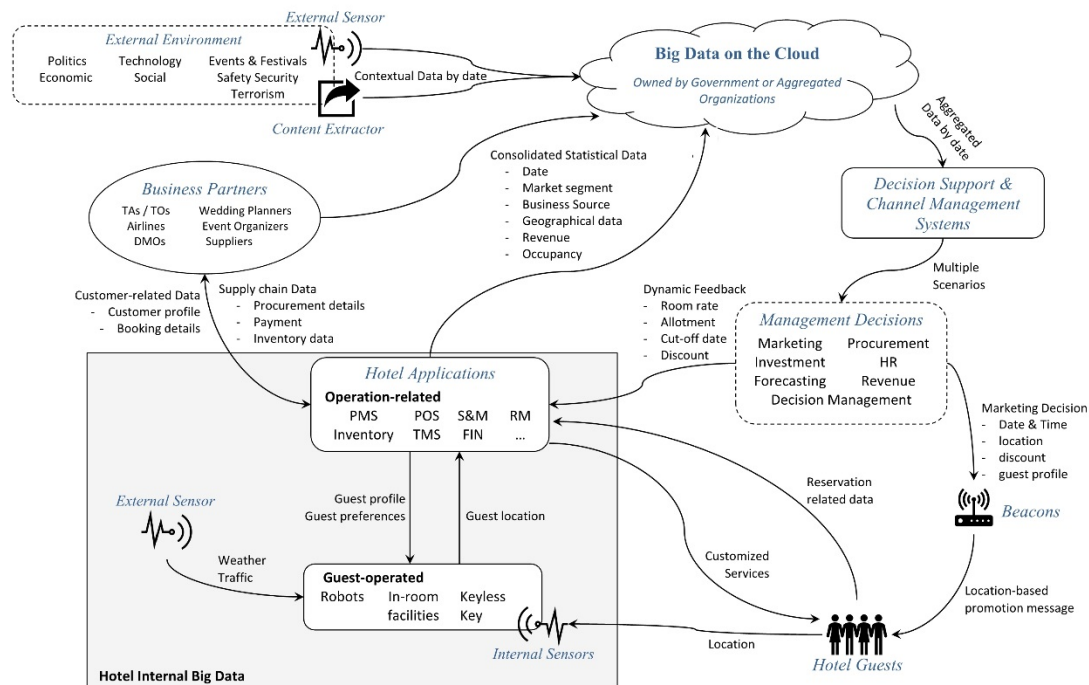 External Sensor
External Environment
Politics Technology Events & Festivals
Economic Social Safety Security
Terrorism
Contextual Data by date
Content Extractor
Big Data on the Cloud
Owned by Government or Aggregated
Organizations
Aggregated
Data by date
Decision Support &
Channel Management
Systems
Business Partners
TAs / TOs Wedding Planners
Airlines Event Organizers
DMOs Suppliers
Consolidated Statistical Data
- Date
- Market segment
- Business Source
- Geographical data
- Revenue
- Occupancy
Multiple
Scenarios
Customer-related Data
- Customer profile
- Booking details
Supply chain Data
- Procurement details
- Payment
- Inventory data
Dynamic Feedback
- Room rate
- Allotment
- Cut-off date
- Discount
Management Decisions
Marketing Procurement
Investment HR
Forecasting Revenue
Decision Management
Hotel Applications
Operation-related
PMS POS S&M RM
Inventory TMS FIN ...
Marketing Decision
- Date & Time
- location
- discount
- guest profile
Beacons
Reservation
related data
Guest profile
Guest preferences
Guest location
External Sensor
Weather
Traffic
Customized
Services
Guest-operated
Robots In-room Keyless
facilities Key
Location-based
promotion message
Internal Sensors
Location
Hotel Guests
Hotel Internal Big Data